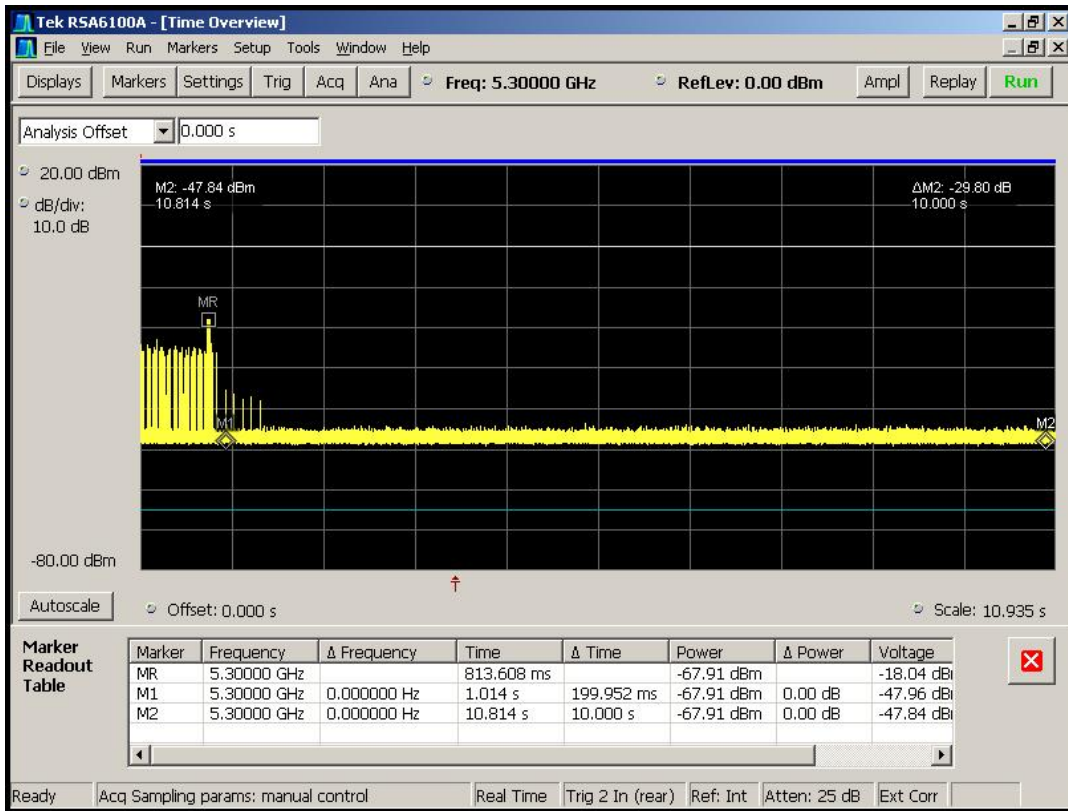 Tek RSA6100A - [Time Overview]
File View Run Markers Setup Tools Window Help
Displays Markers Settings Trig Acq Ana Freq: 5.30000 GHz RefLev: 0.00 dBm Ampl Replay Run
Analysis Offset 0.000 s
20.00 dBm
dB/div:
10.0 dB
M2: -47.84 dBm
10.814 s
ΔM2: -29.80 dB
10.000 s
MR
M1
M2
-80.00 dBm
Autoscale Offset: 0.000 s Scale: 10.935 s
Marker
Readout
Table
Marker Frequency Δ Frequency Time Δ Time Power Δ Power Voltage
MR 5.30000 GHz 813.608 ms -67.91 dBm -18.04 dB
M1 5.30000 GHz 0.000000 Hz 1.014 s 199.952 ms -67.91 dBm 0.00 dB -47.96 dB
M2 5.30000 GHz 0.000000 Hz 10.814 s 10.000 s -67.91 dBm 0.00 dB -47.84 dB
Ready Acq Sampling params: manual control Real Time Trig 2 In (rear) Ref: Int Atten: 25 dB Ext Corr